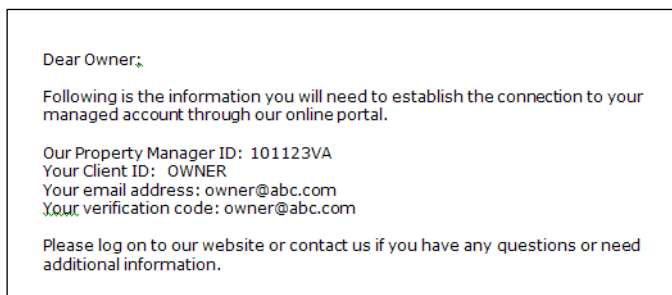 Dear Owner;
Following is the information you will need to establish the connection to your
managed account through our online portal.
Our Property Manager ID: 101123VA
Your Client ID: OWNER
Your email address: owner@abc.com
Your verification code: owner@abc.com
Please log on to our website or contact us if you have any questions or need
additional information.